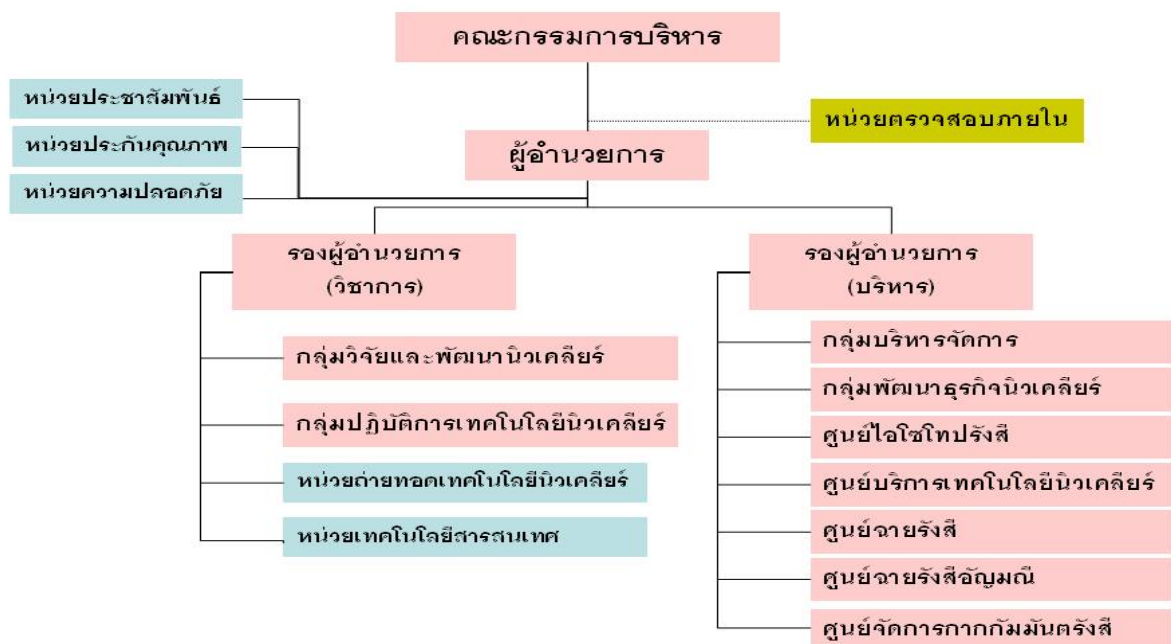 คณะกรรมการบริหาร
หน่วยประชาสัมพันธ์
หน่วยตรวจสอบภายใน
หน่วยประกันคุณภาพ
ผู้อำนวยการ
หน่วยความปลอดภัย
รองผู้อำนวยการ
(วิชาการ)
กลุ่มวิจัยและพัฒนานิวเคลียร์
กลุ่มปฏิบัติการเทคโนโลยีนิวเคลียร์
หน่วยถ่ายทอดเทคโนโลยีนิวเคลียร์
หน่วยเทคโนโลยีสารสนเทศ
รองผู้อำนวยการ
(บริหาร)
กลุ่มบริหารจัดการ
กลุ่มพัฒนาธุรกิจนิวเคลียร์
ศูนย์ไอโซโทปรังสี
ศูนย์บริการเทคโนโลยีนิวเคลียร์
ศูนย์ฉายรังสี
ศูนย์ฉายรังสีอัญมณี
ศูนย์จัดการกากกัมมันตรังสี